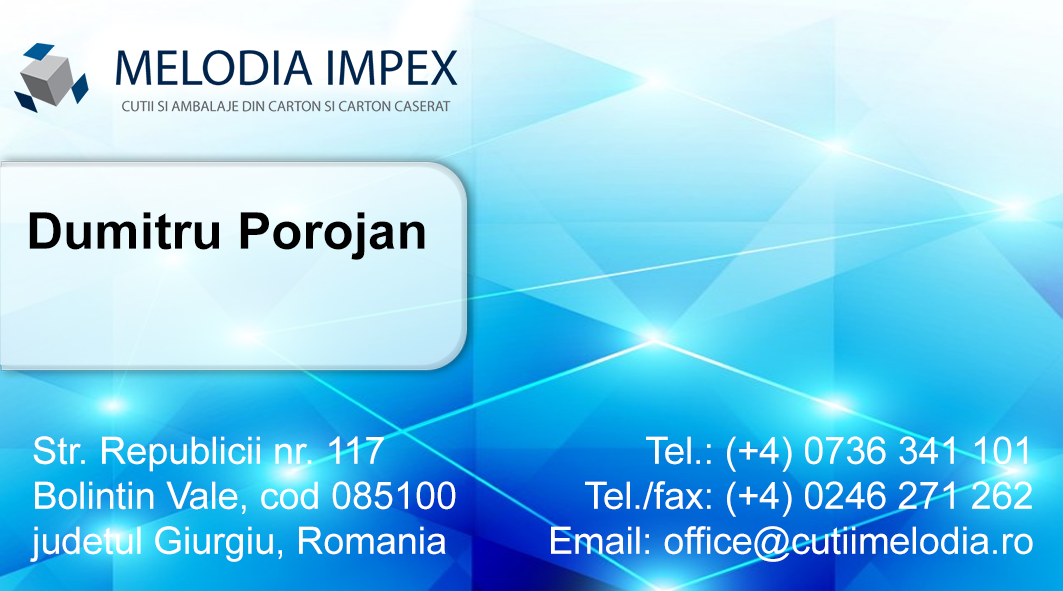 MELODIA IMPEX
CUTII SI AMBALAJE DIN CARTON SI CARTON CASERAT
Dumitru Porojan
Str. Republicii nr. 117
Bolintin Vale, cod 085100
judetul Giurgiu, Romania
Tel.: (+4) 0736 341 101
Tel./fax: (+4) 0246 271 262
Email: office@cutiimelodia.ro